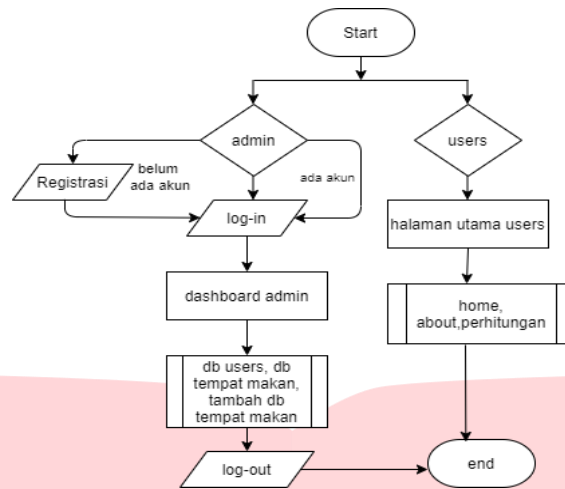 Start
admin
users
Registrasi
belum
ada akun
ada akun
log-in
halaman utama users
dashboard admin
home,
about,perhitungan
db users, db
tempat makan,
tambah db
tempat makan
log-out
end